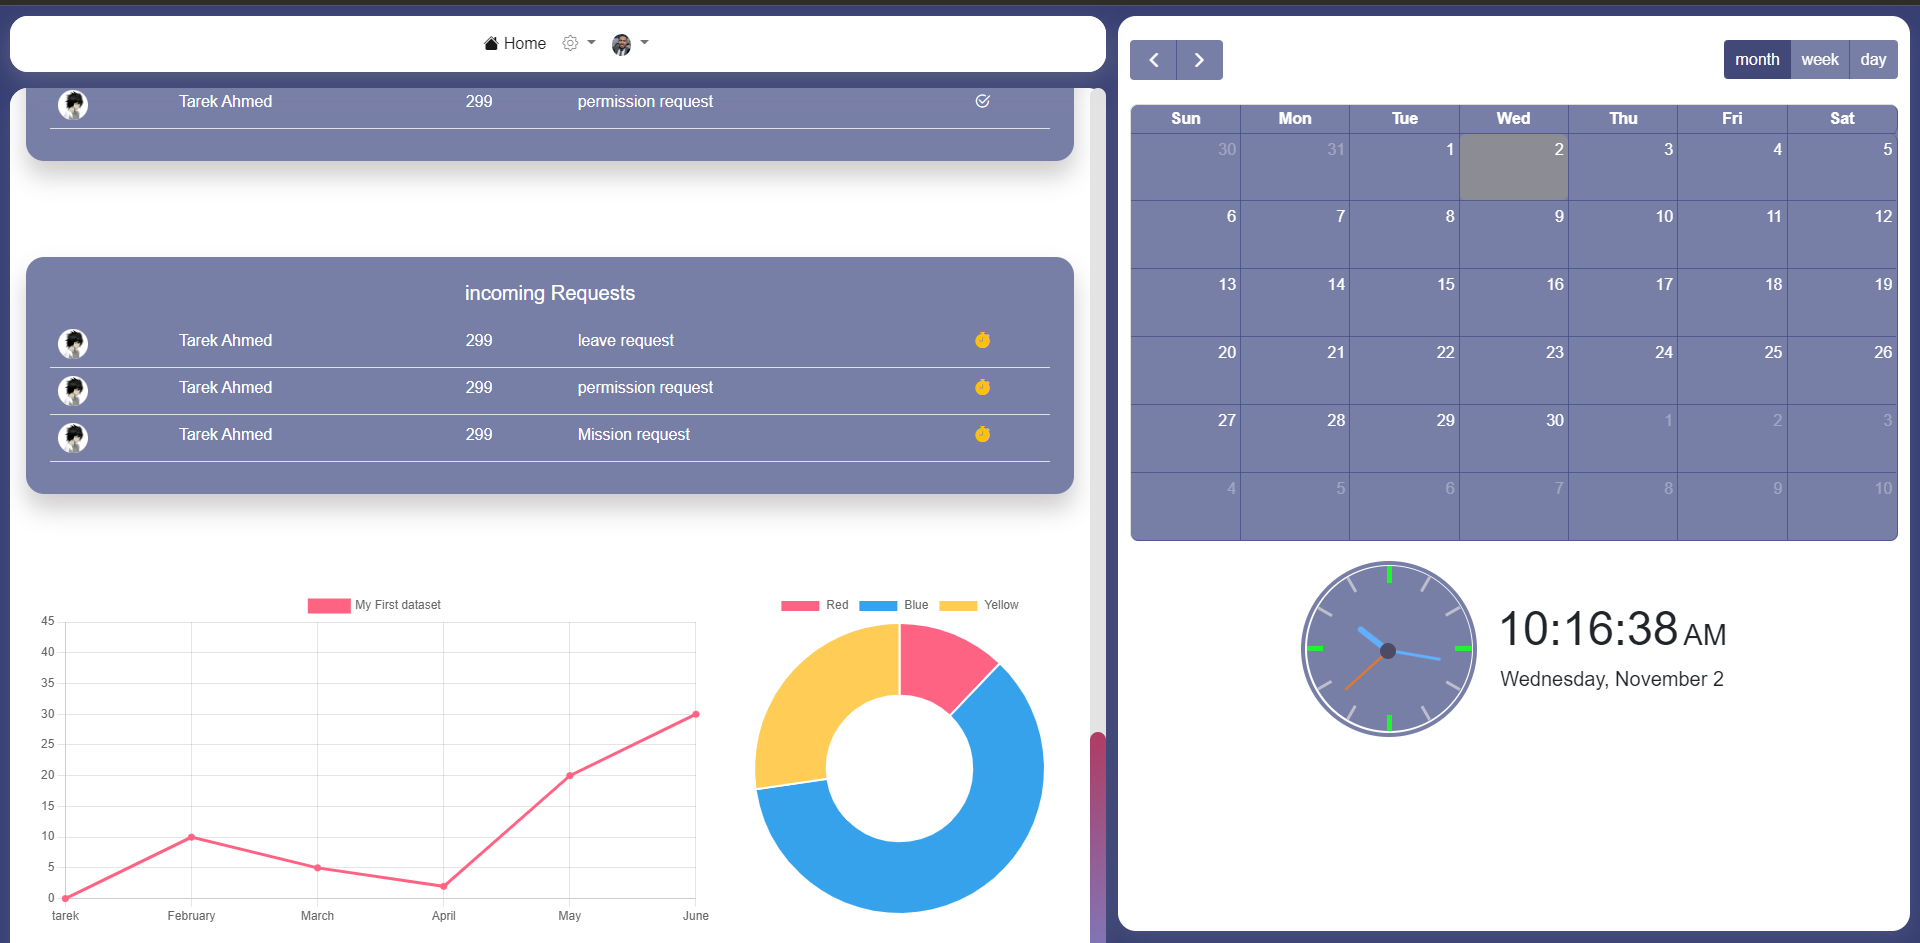 Home
Tarek Ahmed 299 permission request
incoming Requests
Tarek Ahmed 299 leave request
Tarek Ahmed 299 permission request
Tarek Ahmed 299 Mission request
My First dataset
45
40
35
30
25
20
15
10
5
0
tarek February March April May June
Red Blue Yellow
month week day
Sun Mon Tue Wed Thu Fri Sat
30 31 1 2 3 4 5
6 7 8 9 10 11 12
13 14 15 16 17 18 19
20 21 22 23 24 25 26
27 28 29 30 1 2 3
4 5 6 7 8 9 10
10:16:38 AM
Wednesday, November 2